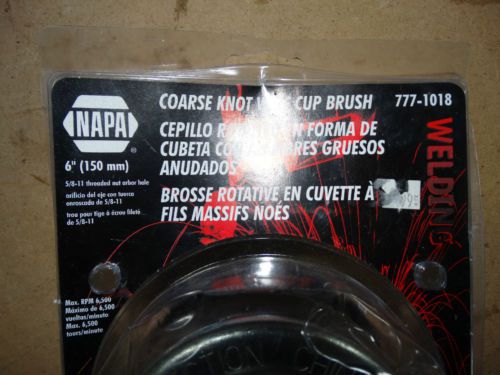 NAPA
®
6" (150 mm)
5/8-11 threaded nut arbor hole
orificio del eje con tuerca
enroscada de 5/8-11
trou pour tige à écrou fileté de
5/8-11
COARSE KNOT CUP BRUSH
777-1018
CEPILLO EN FORMA DE
CUBETA GRUESOS
ANUDADOS
BROSSE ROTATIVE EN CUVETTE À
FILS MASSIFS NOÉS
WELDING
Max. RPM 6,500
Máximo de 6,500
vueltas/minuto
Max. 6,500
tours/minute